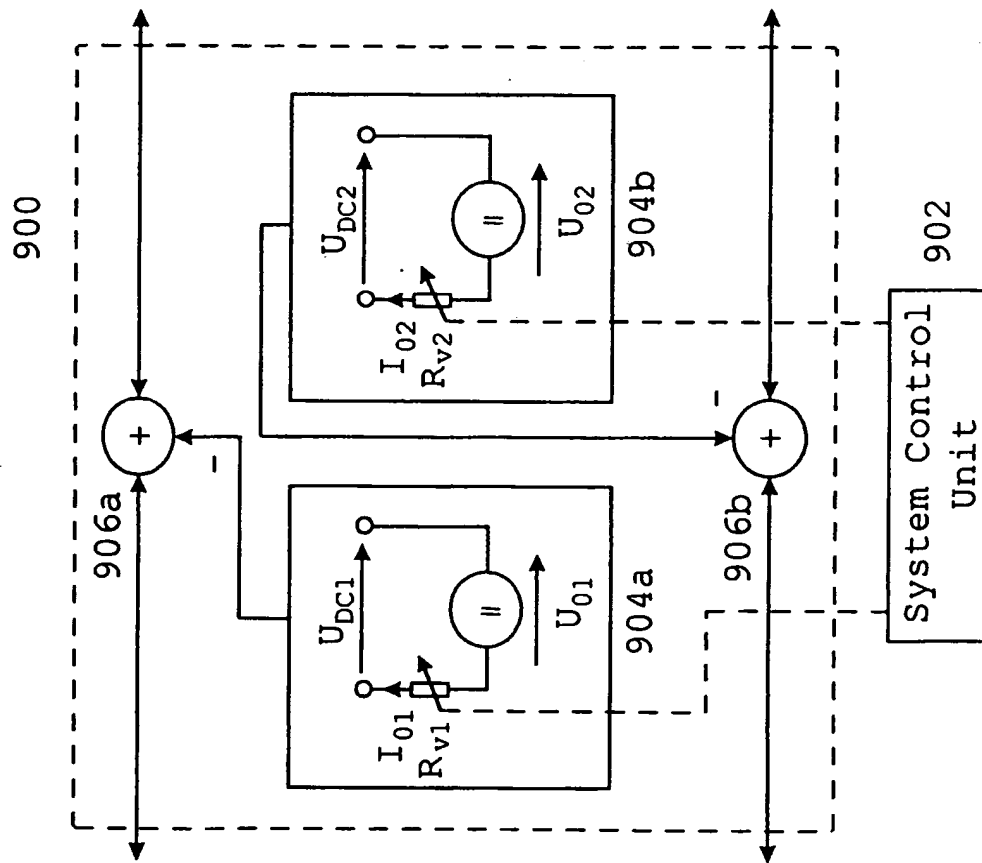 900
906a
+
-
U_DC1
U_DC2
I_01
I_02
R_v1
R_v2
=
=
U_01
U_02
904a
904b
-
906b
+
System Control
Unit
902